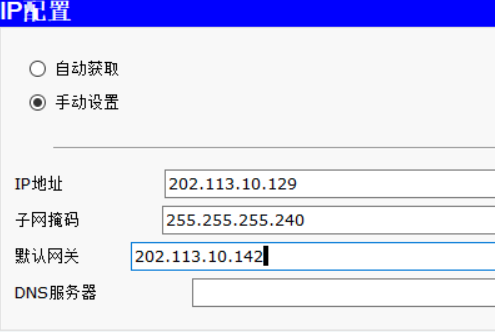 IP配置
自动获取
手动设置
IP地址 202.113.10.129
子网掩码 255.255.255.240
默认网关 202.113.10.142
DNS服务器